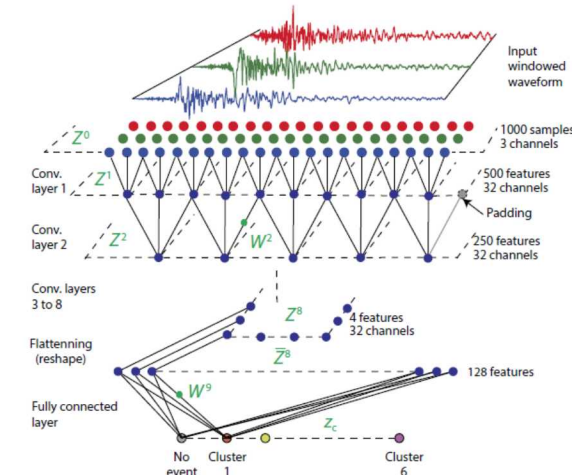 Input
windowed
waveform
Z⁰
1000 samples
3 channels
Conv.
layer 1
Z¹
500 features
32 channels
Padding
Conv.
layer 2
Z²
W²
250 features
32 channels
Conv. layers
3 to 8
Z⁸
4 features
32 channels
Flattenning
(reshape)
Z̅⁸
128 features
W⁹
Fully connected
layer
z꜀
No
event
Cluster
1
Cluster
6